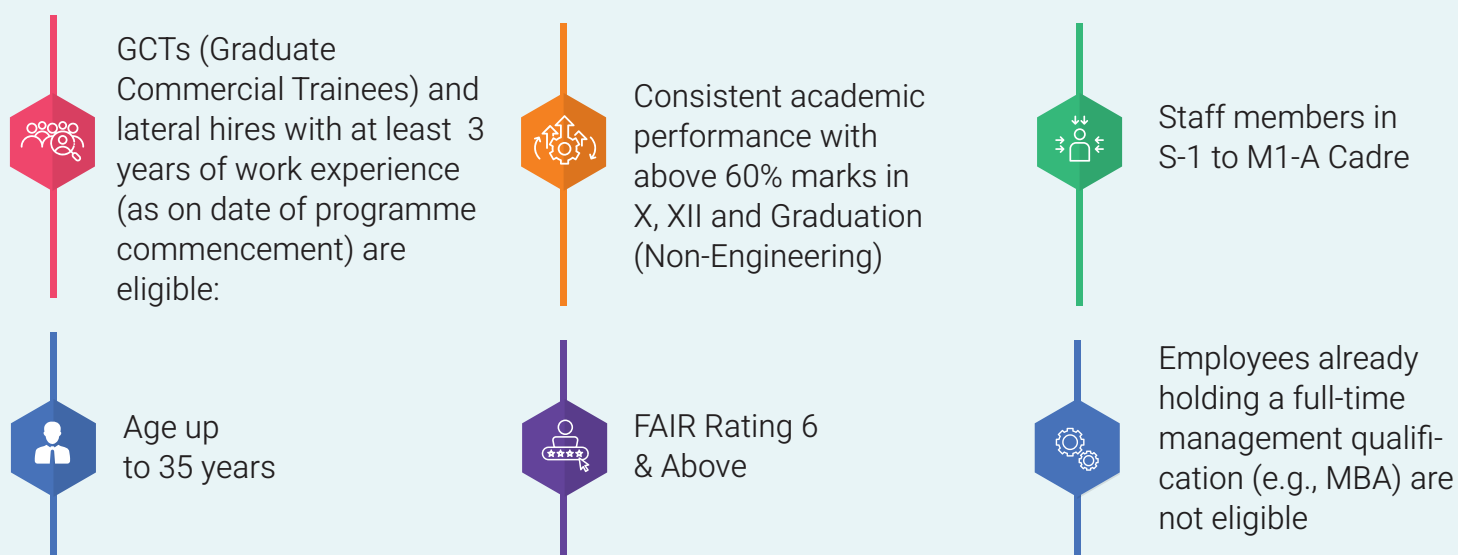 GCTs (Graduate
Commercial Trainees) and
lateral hires with at least  3
years of work experience
(as on date of programme
commencement) are
eligible:
Consistent academic
performance with
above 60% marks in
X, XII and Graduation
(Non-Engineering)
Staff members in
S-1 to M1-A Cadre
Age up
to 35 years
FAIR Rating 6
& Above
Employees already
holding a full-time
management qualifi-
cation (e.g., MBA) are
not eligible